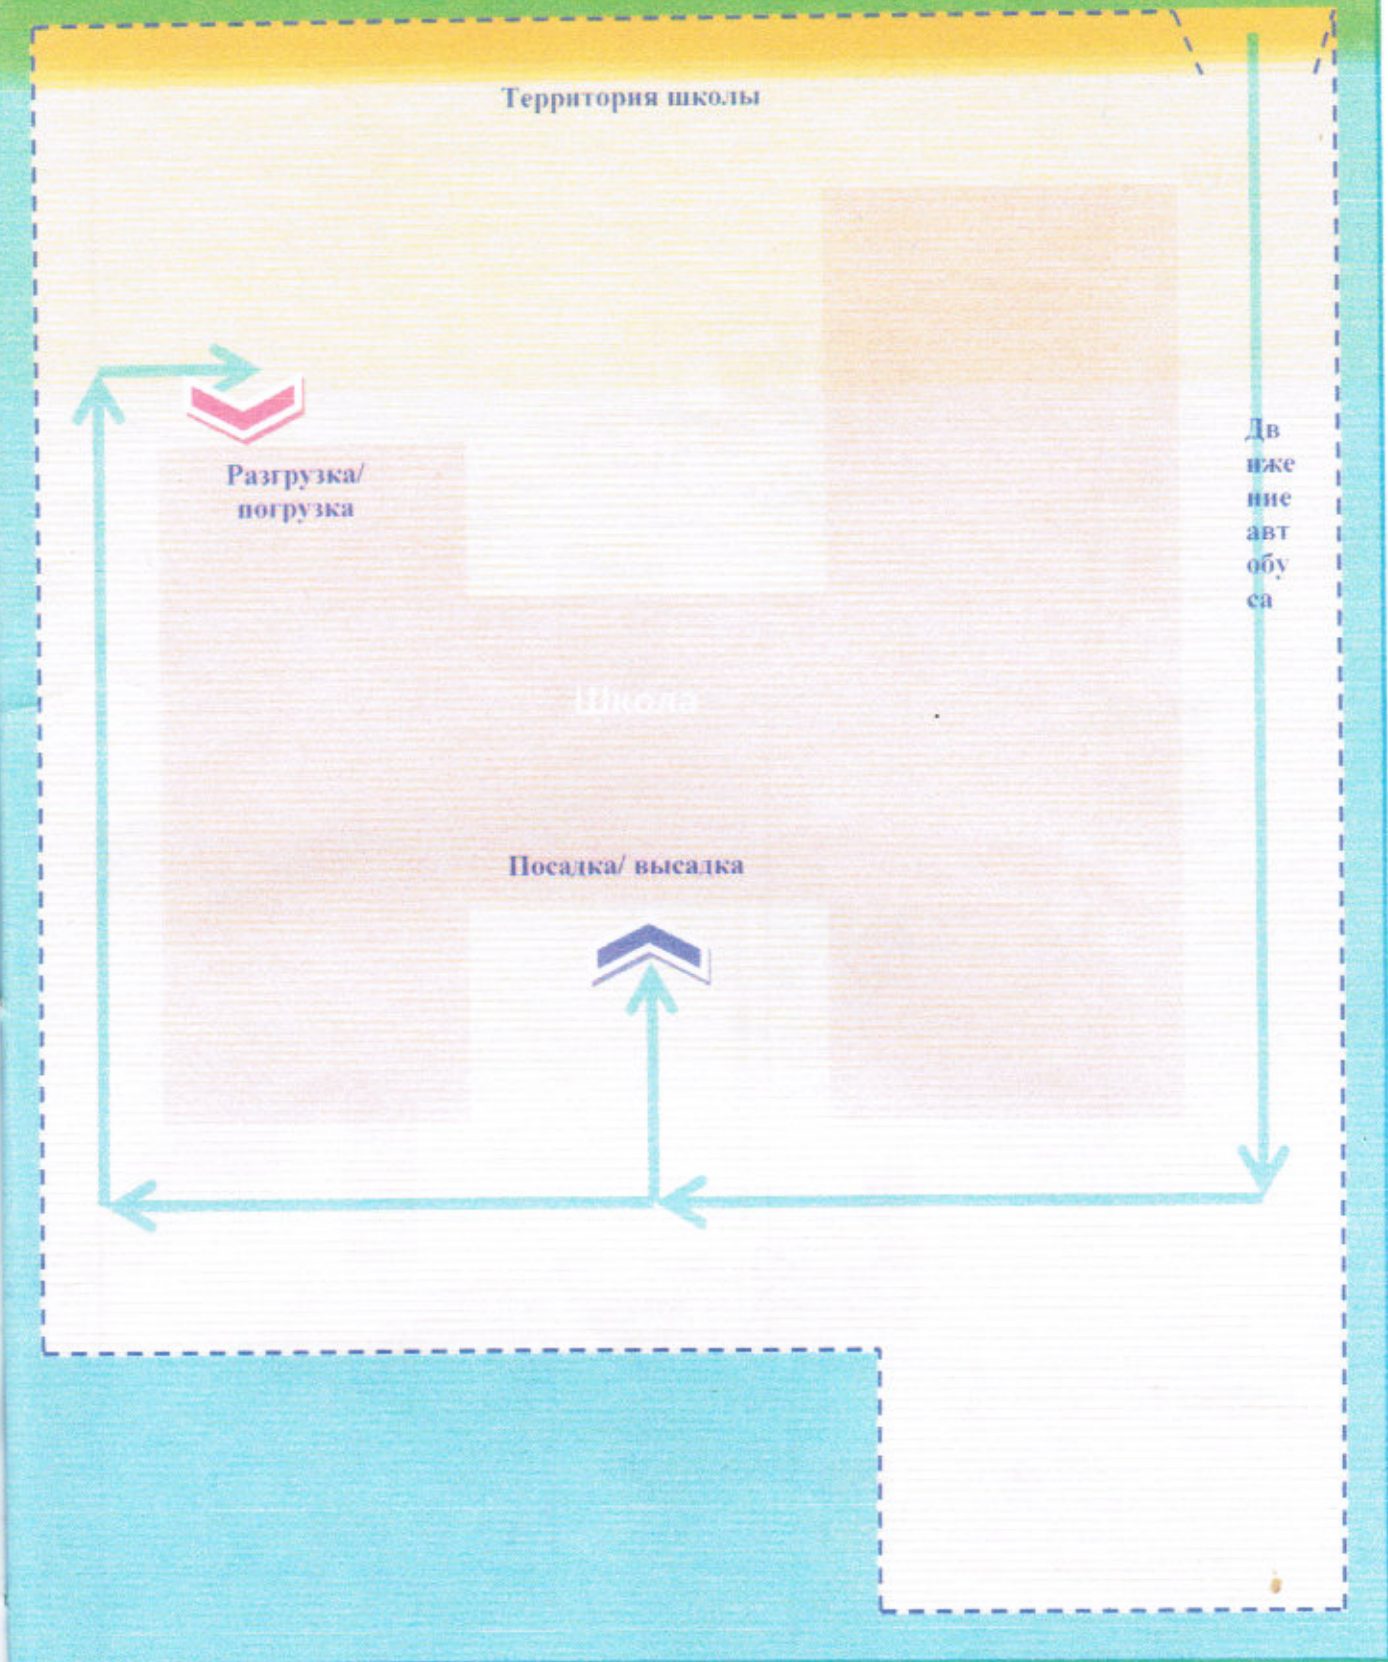 Территория школы
Разгрузка/
погрузка
Дв
иже
ние
авт
обу
са
Школа
Посадка/ высадка